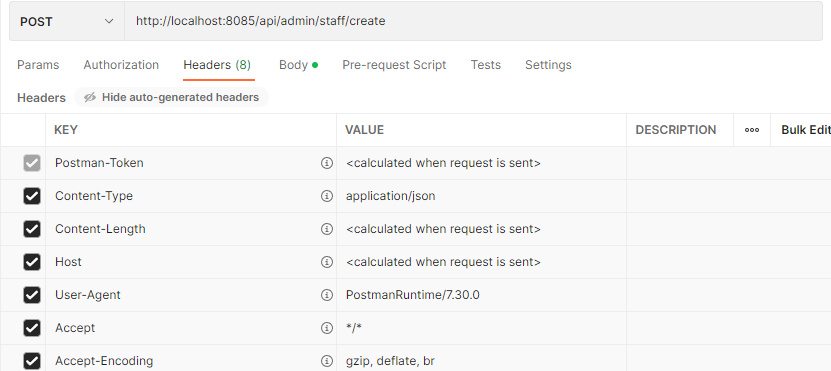 POST http://localhost:8085/api/admin/staff/create
Params Authorization Headers (8) Body Pre-request Script Tests Settings
Headers Hide auto-generated headers
KEY VALUE DESCRIPTION ooo Bulk Edit
Postman-Token <calculated when request is sent>
Content-Type application/json
Content-Length <calculated when request is sent>
Host <calculated when request is sent>
User-Agent PostmanRuntime/7.30.0
Accept */*
Accept-Encoding gzip, deflate, br